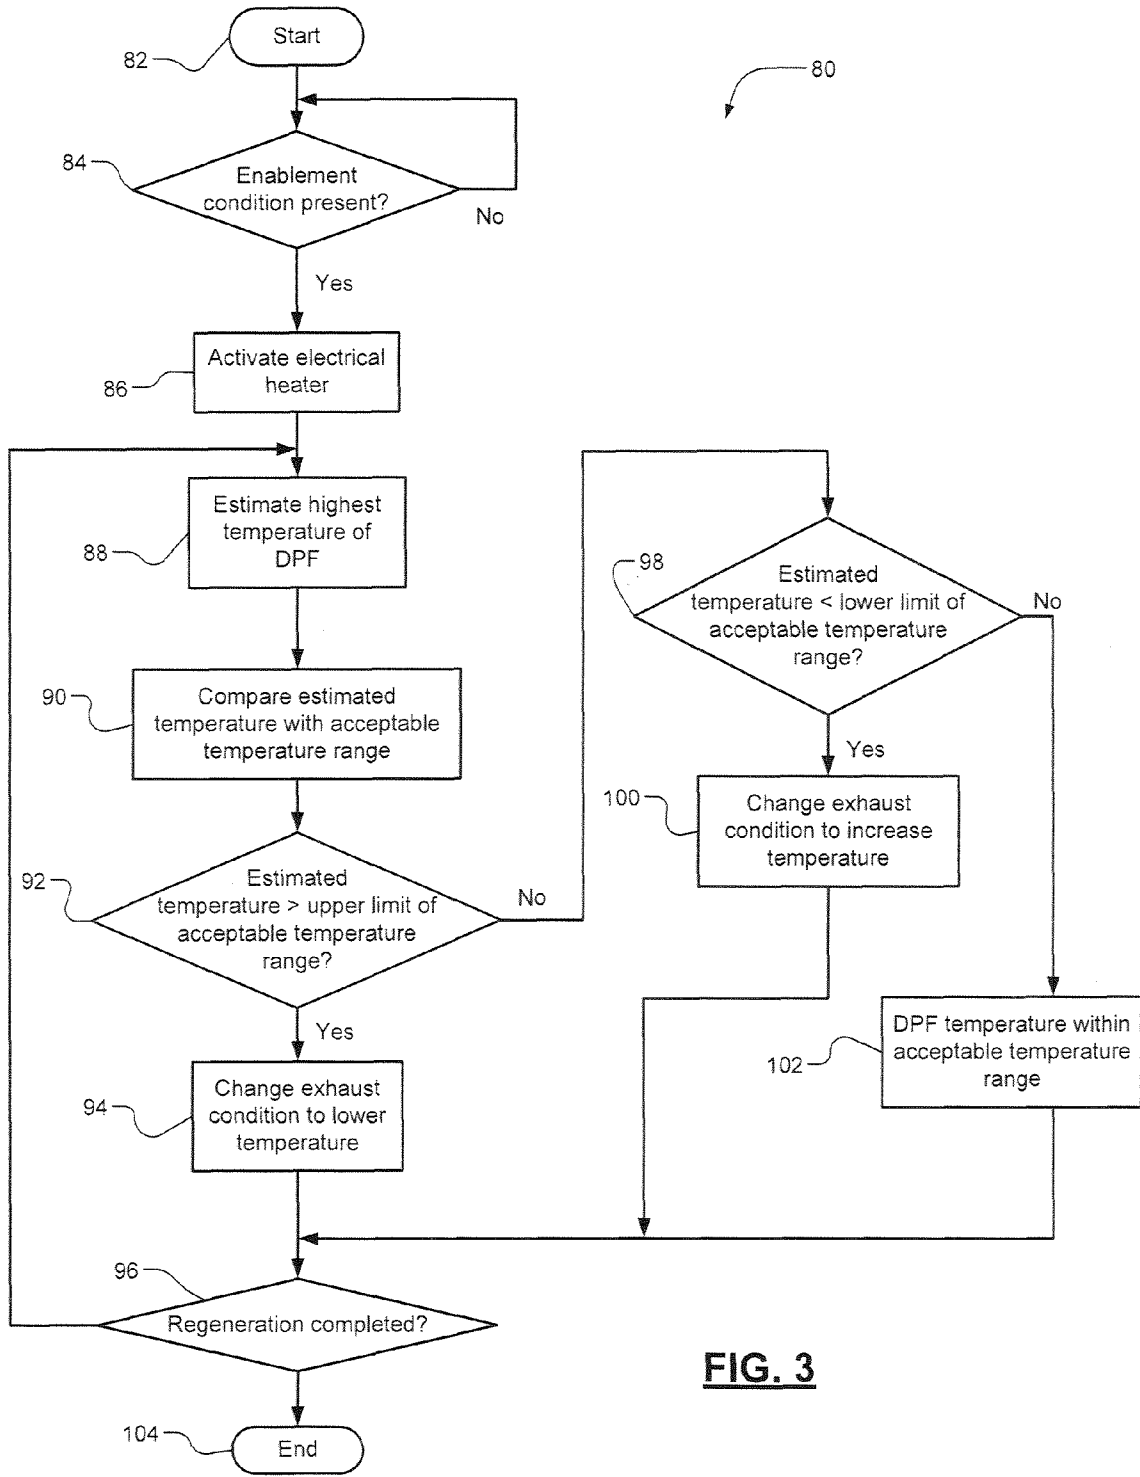 Start
82
80
84
Enablement
condition present?
No
Yes
Activate electrical
heater
86
Estimate highest
temperature of
DPF
88
90
Compare estimated
temperature with acceptable
temperature range
92
Estimated
temperature > upper limit of
acceptable temperature
range?
No
Yes
94
Change exhaust
condition to lower
temperature
98
Estimated
temperature < lower limit of
acceptable temperature
range?
No
Yes
100
Change exhaust
condition to increase
temperature
102
DPF temperature within
acceptable temperature
range
96
Regeneration completed?
104
End
FIG. 3